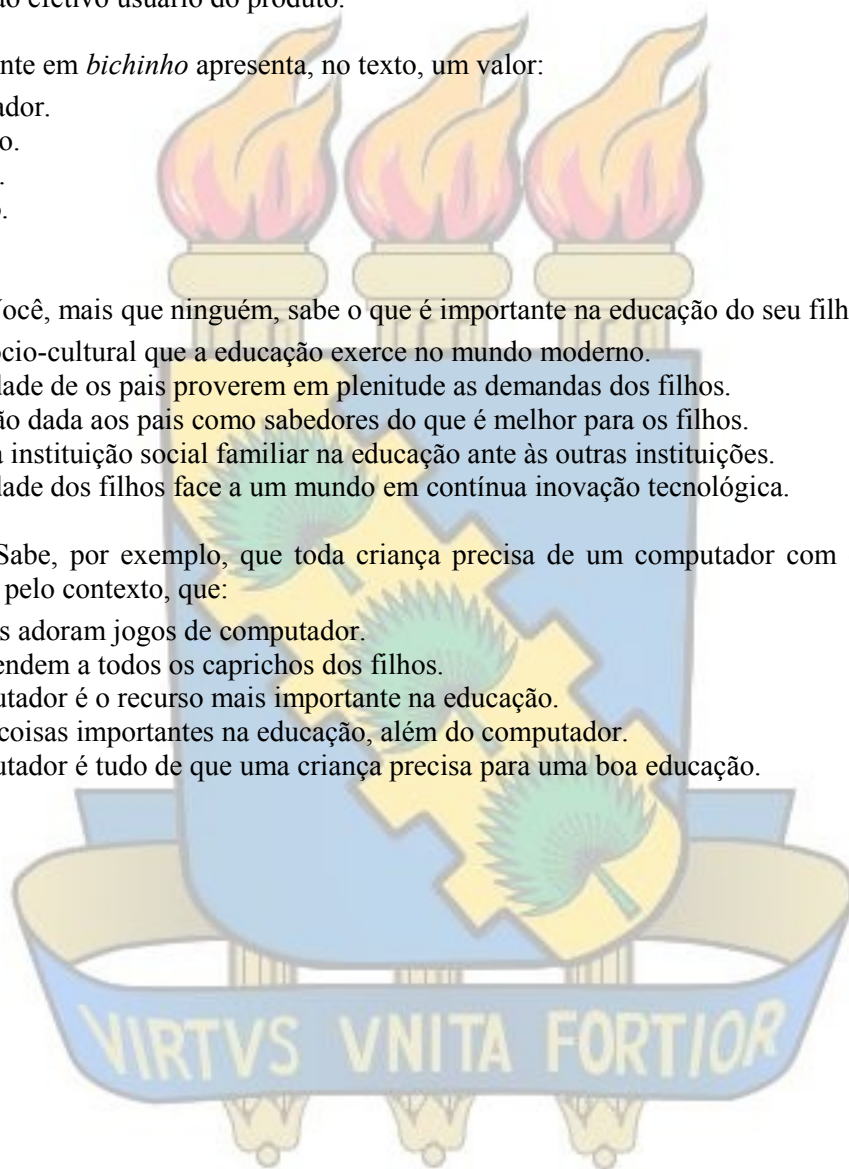 do efetivo usuário do produto.
nte em bichinho apresenta, no texto, um valor:
ador.
o.
.
o.
Você, mais que ninguém, sabe o que é importante na educação do seu filh
ócio-cultural que a educação exerce no mundo moderno.
dade de os pais proverem em plenitude as demandas dos filhos.
ão dada aos pais como sabedores do que é melhor para os filhos.
a instituição social familiar na educação ante às outras instituições.
dade dos filhos face a um mundo em contínua inovação tecnológica.
Sabe, por exemplo, que toda criança precisa de um computador com
pelo contexto, que:
s adoram jogos de computador.
endem a todos os caprichos dos filhos.
utador é o recurso mais importante na educação.
coisas importantes na educação, além do computador.
utador é tudo de que uma criança precisa para uma boa educação.
VIRTVS VNITA FORTIOR